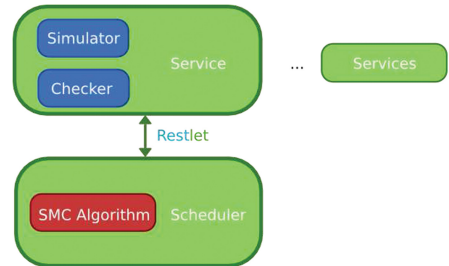 Simulator
Service
Checker
... Services
Restlet
SMC Algorithm
Scheduler